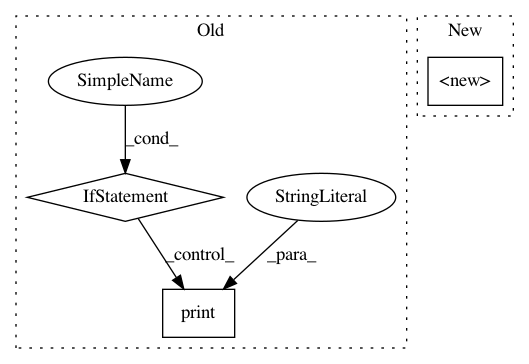 Old
New
SimpleName
<new>
_cond_
IfStatement
StringLiteral
_control_
_para_
print